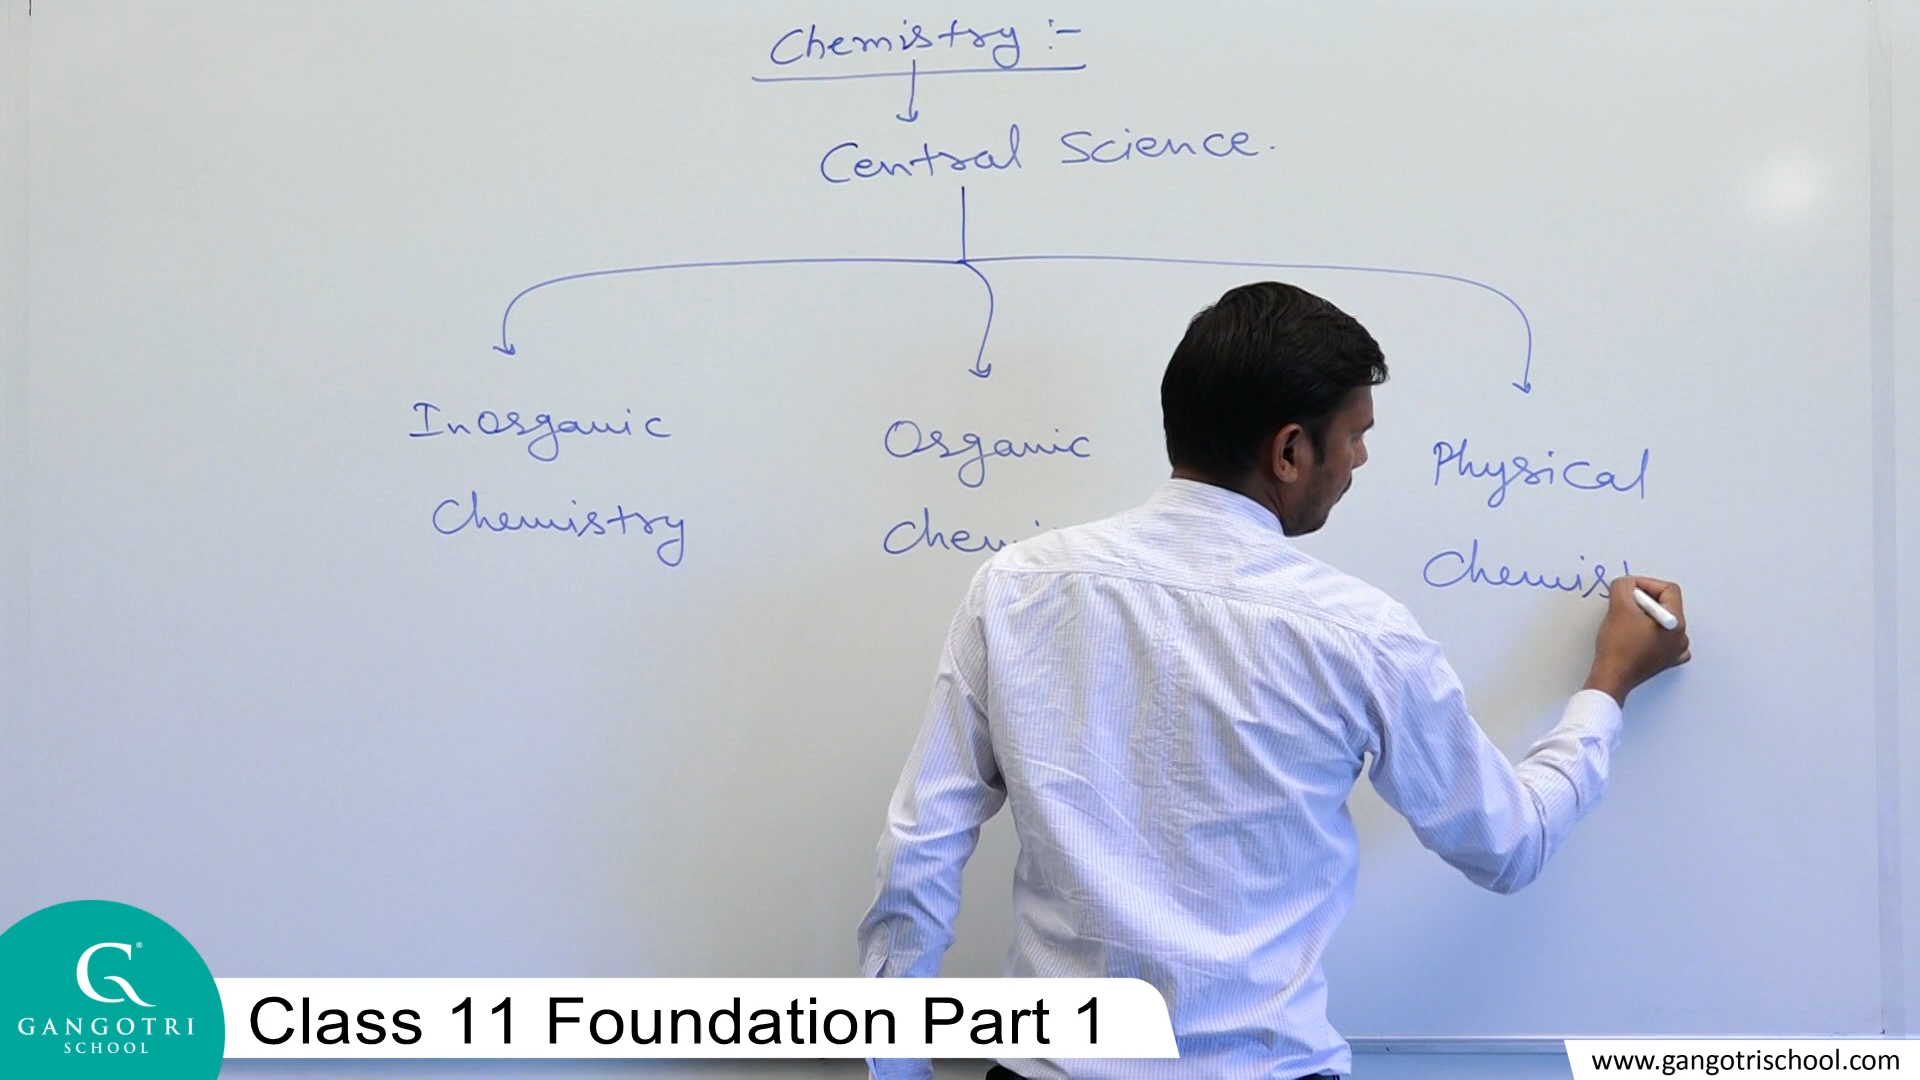 Chemistry :-
Central Science.
Inorganic
Chemistry
Organic
Physical
GANGOTRI
SCHOOL
Class 11 Foundation Part 1
www.gangotrischool.com